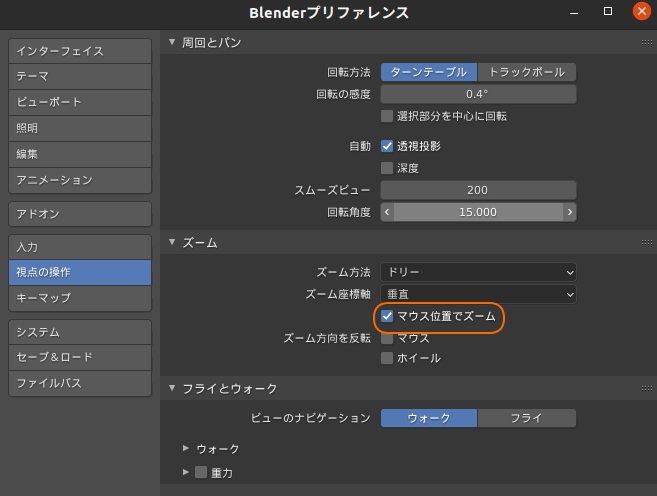 Blenderプリファレンス
インターフェイス
テーマ
ビューポート
照明
編集
アニメーション
アドオン
入力
視点の操作
キーマップ
システム
セーブ＆ロード
ファイルパス
周回とパン
回転方法 ターンテーブル トラックボール
回転の感度 0.4°
選択部分を中心に回転
自動 透視投影
深度
スムーズビュー 200
回転角度 15.000
ズーム
ズーム方法 ドリー
ズーム座標軸 垂直
マウス位置でズーム
ズーム方向を反転 マウス
ホイール
フライとウォーク
ビューのナビゲーション ウォーク フライ
ウォーク
重力